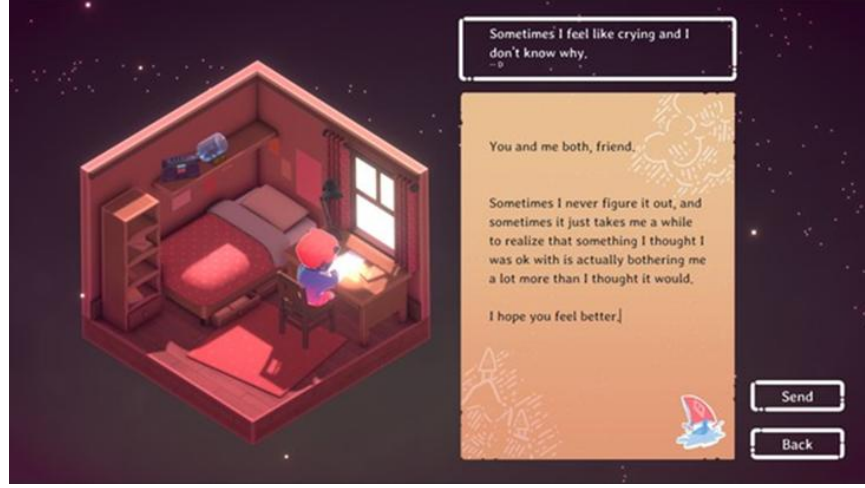 Sometimes I feel like crying and I
don't know why.
— D
You and me both, friend.
Sometimes I never figure it out, and
sometimes it just takes me a while
to realize that something I thought I
was ok with is actually bothering me
a lot more than I thought it would.
I hope you feel better.
Send
Back